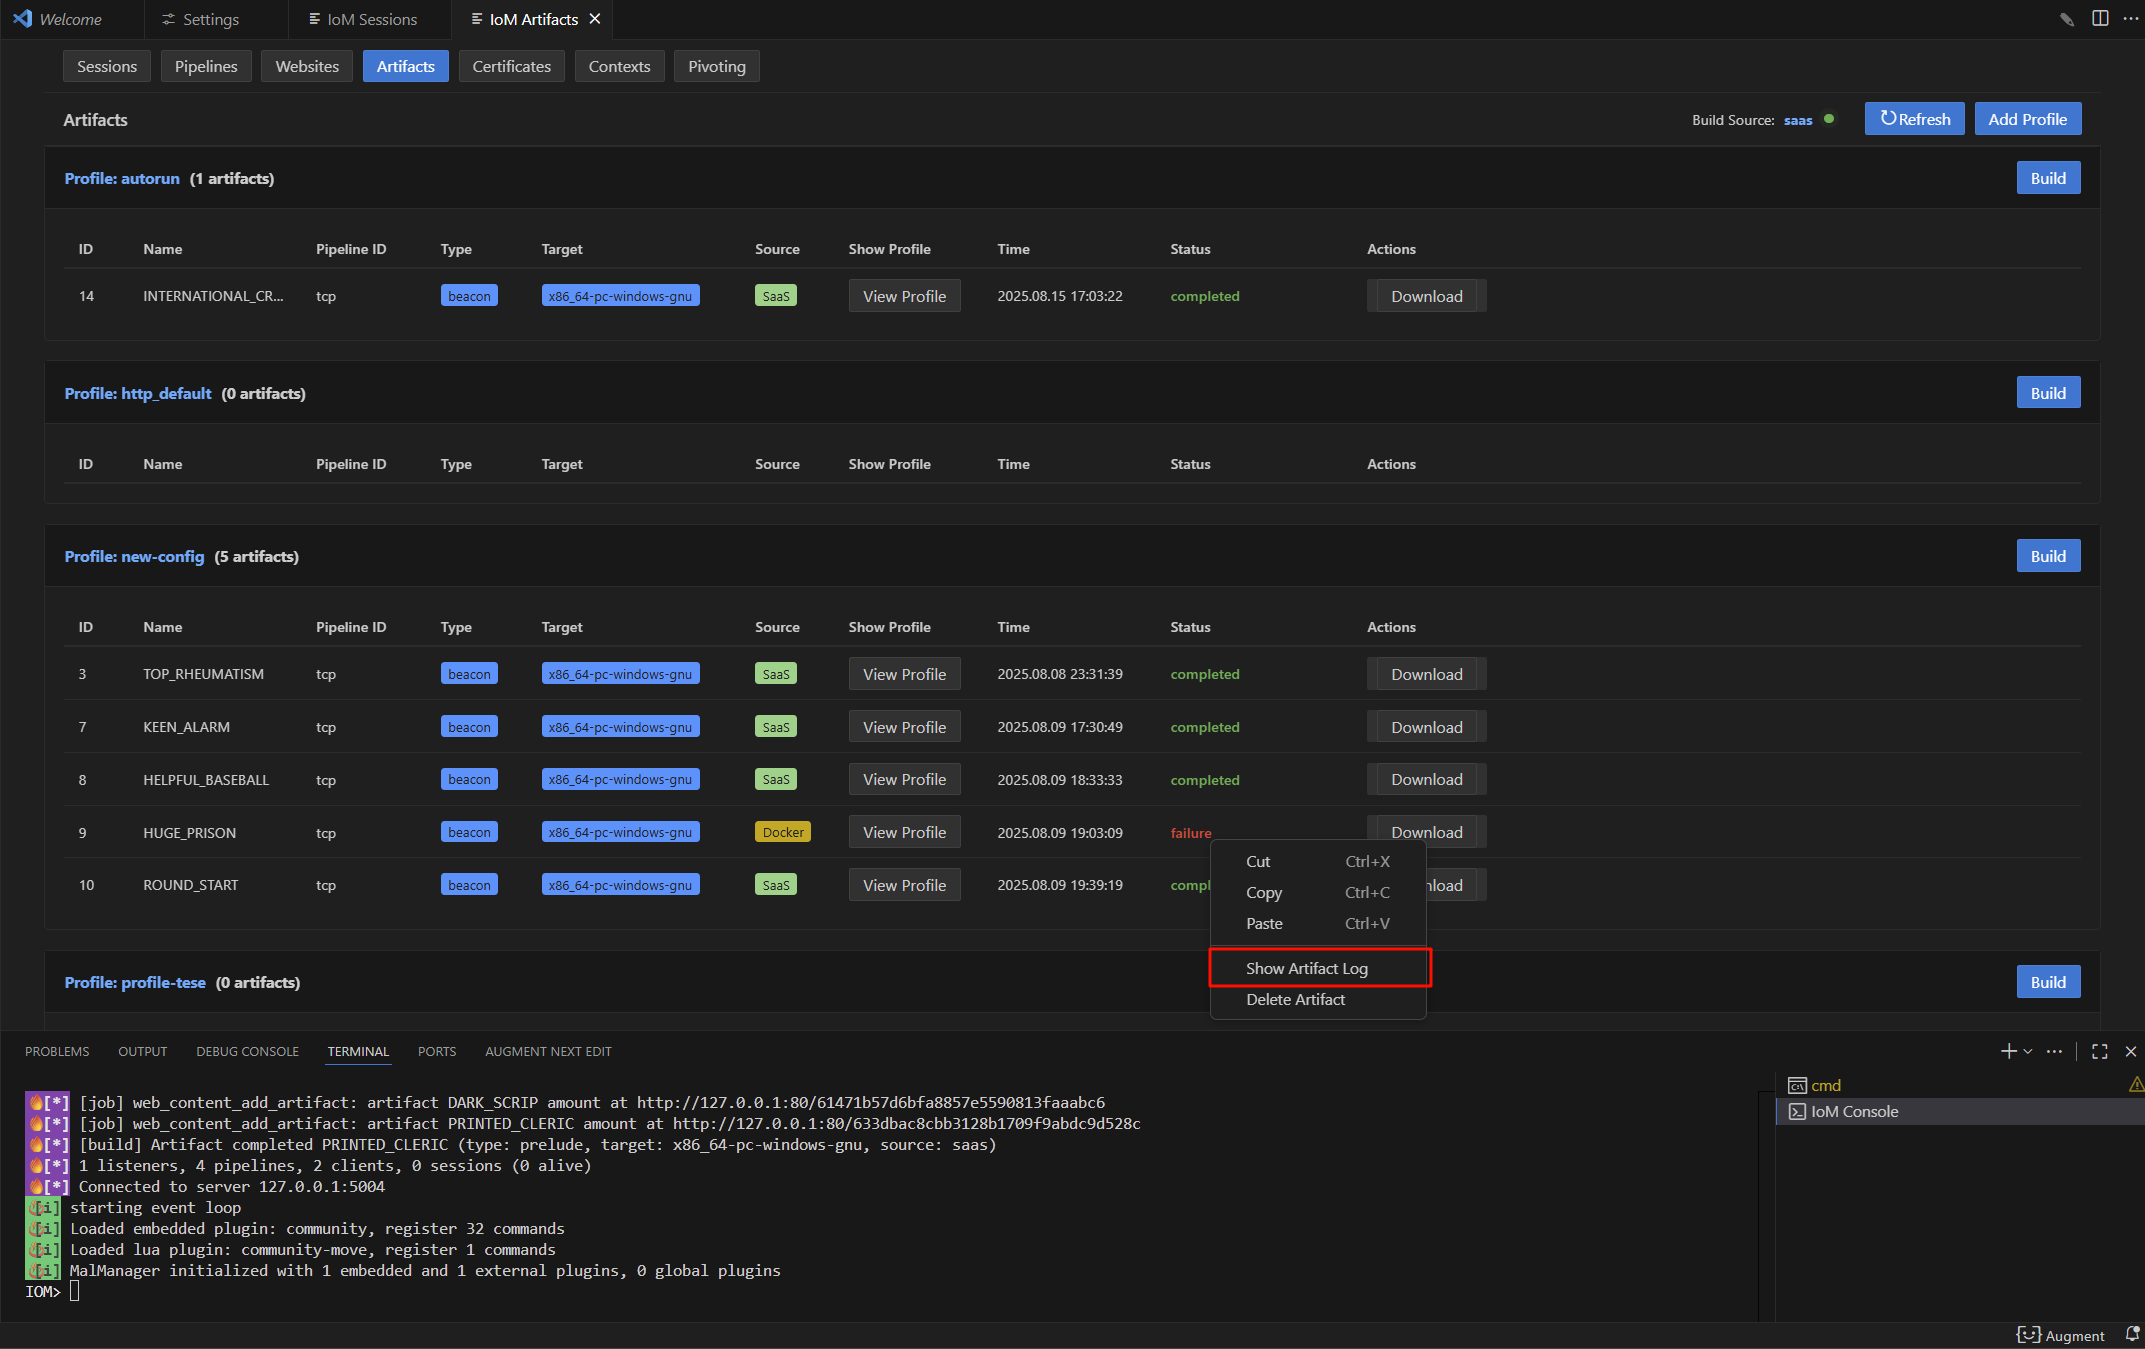 Welcome Settings IoM Sessions IoM Artifacts
Sessions Pipelines Websites Artifacts Certificates Contexts Pivoting
Artifacts Build Source: saas Refresh Add Profile
Profile: autorun (1 artifacts) Build
ID Name Pipeline ID Type Target Source Show Profile Time Status Actions
14 INTERNATIONAL_CR... tcp beacon x86_64-pc-windows-gnu SaaS View Profile 2025.08.15 17:03:22 completed Download
Profile: http_default (0 artifacts) Build
ID Name Pipeline ID Type Target Source Show Profile Time Status Actions
Profile: new-config (5 artifacts) Build
ID Name Pipeline ID Type Target Source Show Profile Time Status Actions
3 TOP_RHEUMATISM tcp beacon x86_64-pc-windows-gnu SaaS View Profile 2025.08.08 23:31:39 completed Download
7 KEEN_ALARM tcp beacon x86_64-pc-windows-gnu SaaS View Profile 2025.08.09 17:30:49 completed Download
8 HELPFUL_BASEBALL tcp beacon x86_64-pc-windows-gnu SaaS View Profile 2025.08.09 18:33:33 completed Download
9 HUGE_PRISON tcp beacon x86_64-pc-windows-gnu Docker View Profile 2025.08.09 19:03:09 failure Download
10 ROUND_START tcp beacon x86_64-pc-windows-gnu SaaS View Profile 2025.08.09 19:39:19 compl nload
Cut Ctrl+X
Copy Ctrl+C
Paste Ctrl+V
Show Artifact Log
Delete Artifact
Profile: profile-tese (0 artifacts) Build
PROBLEMS OUTPUT DEBUG CONSOLE TERMINAL PORTS AUGMENT NEXT EDIT
[*] [job] web_content_add_artifact: artifact DARK_SCRIP amount at http://127.0.0.1:80/61471b57d6bfa8857e5590813faaabc6
[*] [job] web_content_add_artifact: artifact PRINTED_CLERIC amount at http://127.0.0.1:80/633dbac8cbb3128b1709f9abdc9d528c
[*] [build] Artifact completed PRINTED_CLERIC (type: prelude, target: x86_64-pc-windows-gnu, source: saas)
[*] 1 listeners, 4 pipelines, 2 clients, 0 sessions (0 alive)
[*] Connected to server 127.0.0.1:5004
[i] starting event loop
[i] Loaded embedded plugin: community, register 32 commands
[i] Loaded lua plugin: community-move, register 1 commands
[i] MalManager initialized with 1 embedded and 1 external plugins, 0 global plugins
IOM>
cmd
IoM Console
Augment